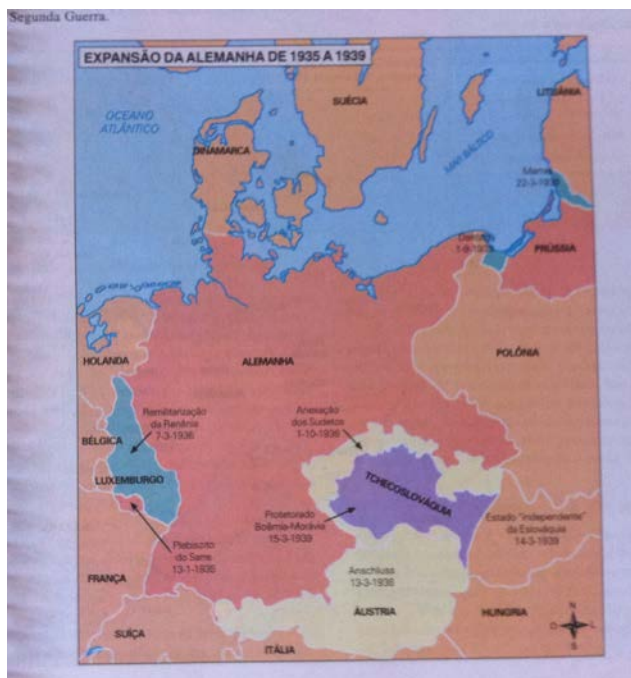 Segunda Guerra.
EXPANSÃO DA ALEMANHA DE 1935 A 1939
OCEANO
ATLÂNTICO
SUÉCIA
LITUÂNIA
DINAMARCA
MAR BÁLTICO
Memel
22-3-1939
PRÚSSIA
HOLANDA
ALEMANHA
POLÔNIA
Remilitarização
da Renânia
7-3-1936
Anexação
dos Sudetos
1-10-1938
BÉLGICA
LUXEMBURGO
TCHECOSLOVÁQUIA
Protetorado
Boêmia-Morávia
15-3-1939
Estado "independente"
da Eslováquia
14-3-1939
Plebiscito
do Sarre
13-1-1935
Anschluss
FRANÇA
ÁUSTRIA
HUNGRIA
SUÍÇA
ITÁLIA
N
O
L
S